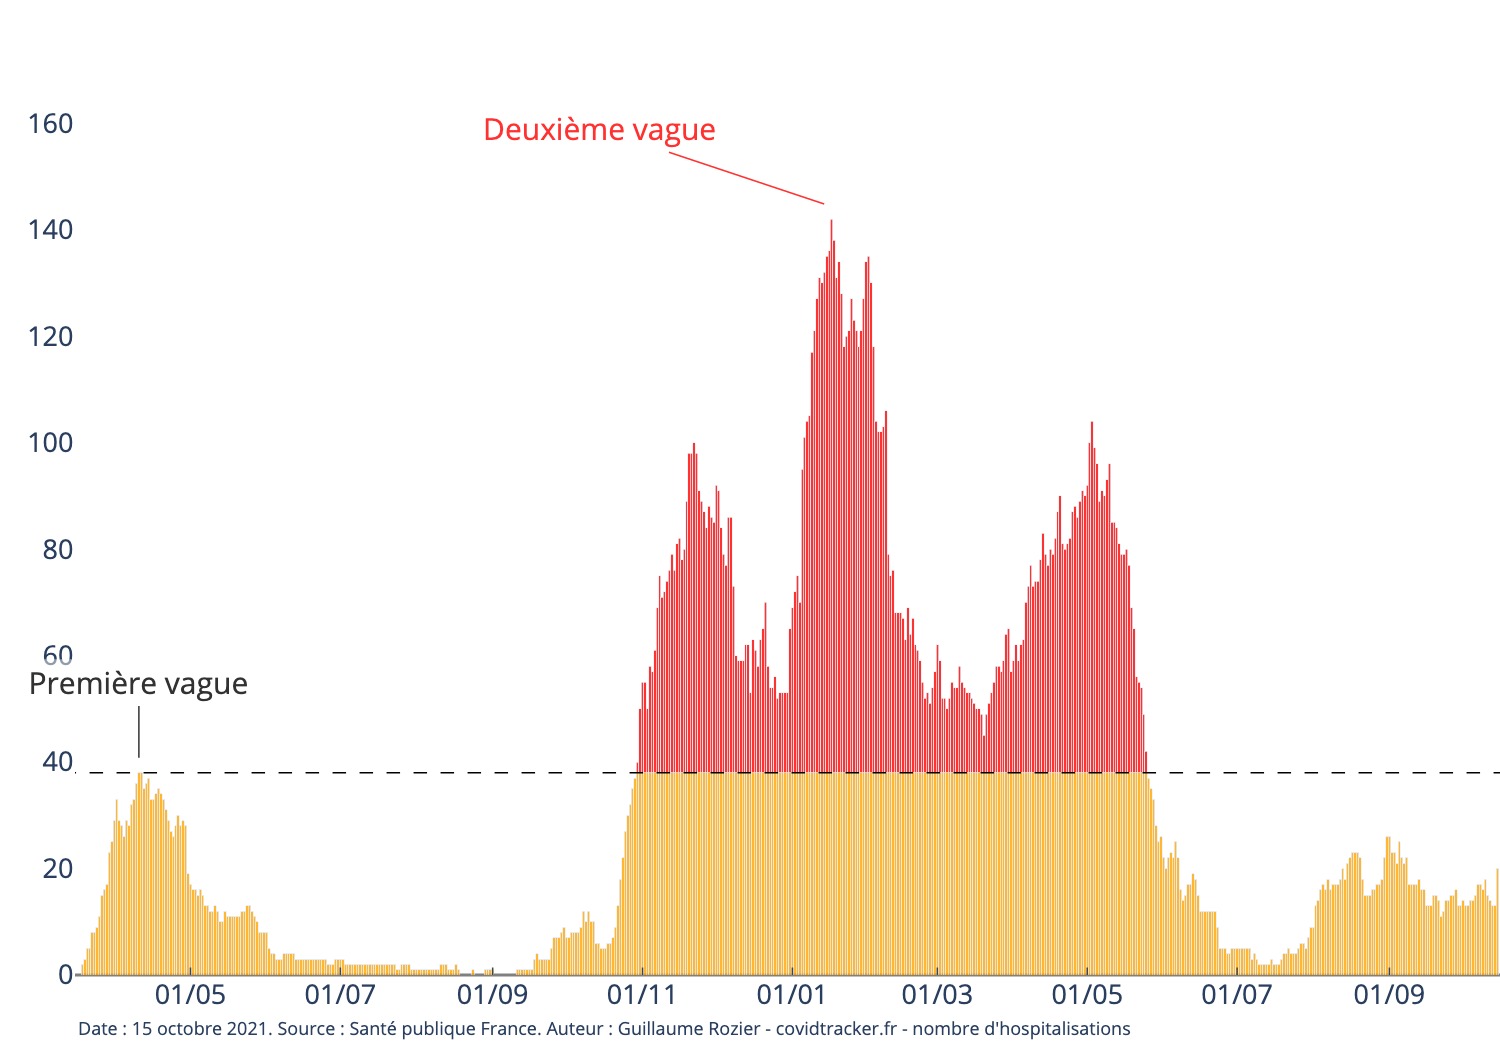 160
Deuxième vague
140
120
100
80
60
Première vague
40
20
0
01/05 01/07 01/09 01/11 01/01 01/03 01/05 01/07 01/09
Date : 15 octobre 2021. Source : Santé publique France. Auteur : Guillaume Rozier - covidtracker.fr - nombre d'hospitalisations